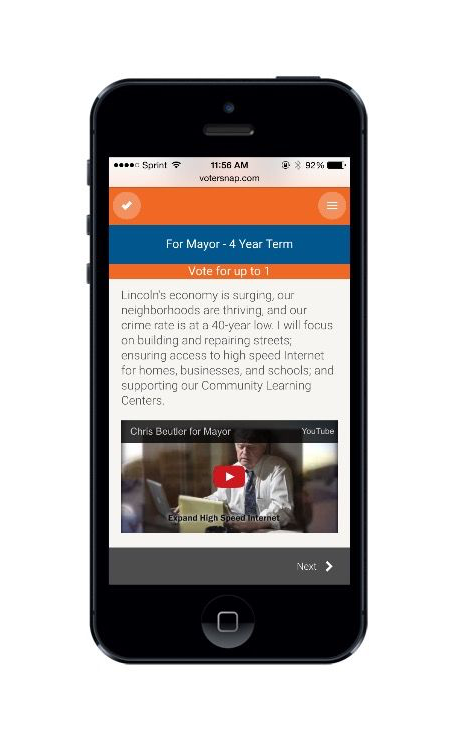 Sprint 11:56 AM 92%
votersnap.com
For Mayor - 4 Year Term
Vote for up to 1
Lincoln's economy is surging, our
neighborhoods are thriving, and our
crime rate is at a 40-year low. I will focus
on building and repairing streets;
ensuring access to high speed Internet
for homes, businesses, and schools; and
supporting our Community Learning
Centers.
Chris Beutler for Mayor YouTube
Expand High Speed Internet
Next